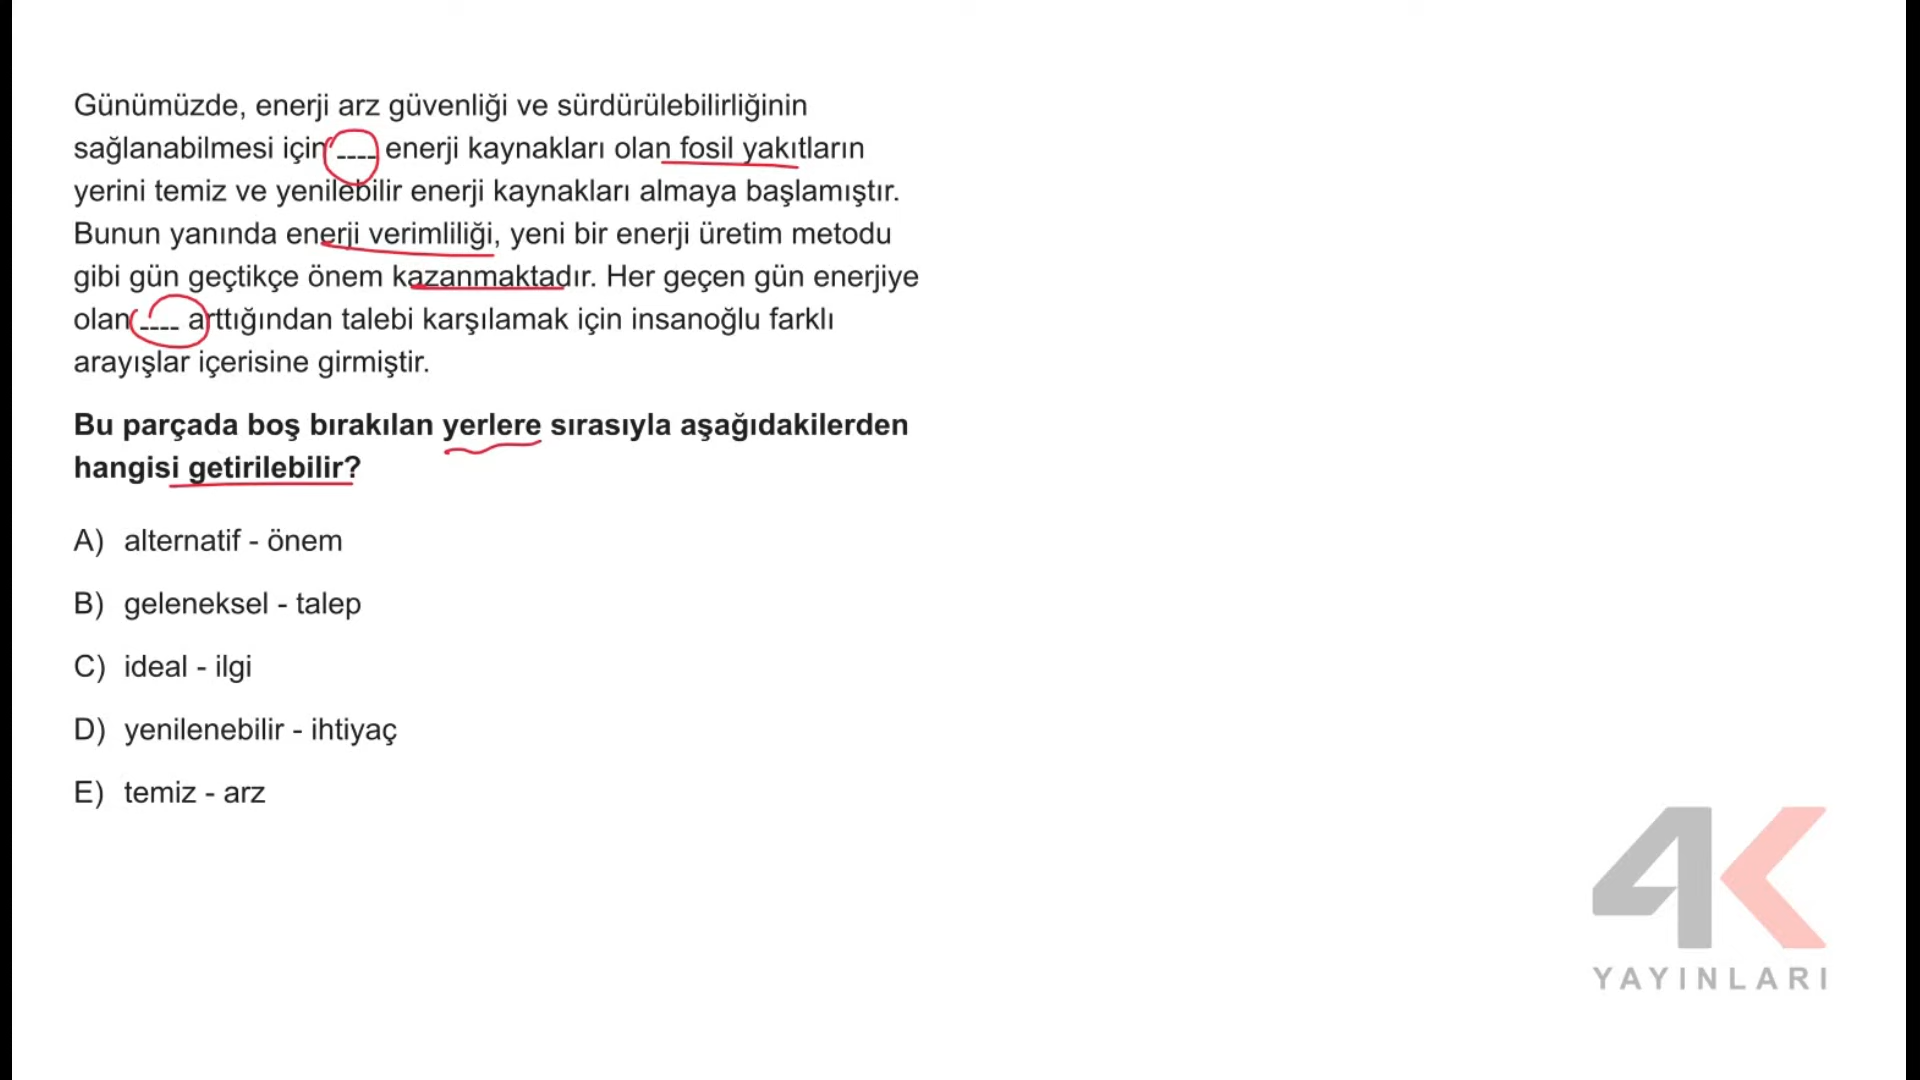 Günümüzde, enerji arz güvenliği ve sürdürülebilirliğinin
sağlanabilmesi için ---- enerji kaynakları olan fosil yakıtların
yerini temiz ve yenilebilir enerji kaynakları almaya başlamıştır.
Bunun yanında enerji verimliliği, yeni bir enerji üretim metodu
gibi gün geçtikçe önem kazanmaktadır. Her geçen gün enerjiye
olan ---- arttığından talebi karşılamak için insanoğlu farklı
arayışlar içerisine girmiştir.
Bu parçada boş bırakılan yerlere sırasıyla aşağıdakilerden
hangisi getirilebilir?
A) alternatif - önem
B) geleneksel - talep
C) ideal - ilgi
D) yenilenebilir - ihtiyaç
E) temiz - arz
4K
YAYINLARI